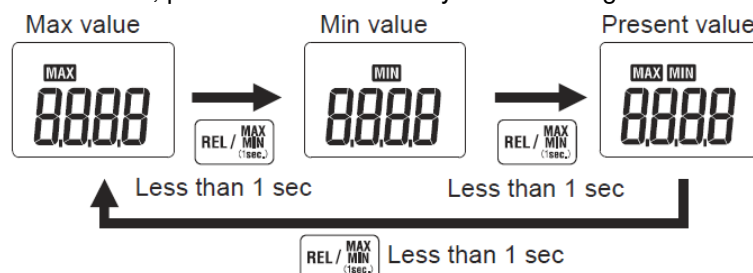 Max value Min value Present value
MAX MIN MAX MIN
8.8.8.8 8.8.8.8 8.8.8.8
REL / MAX MIN (1sec.) REL / MAX MIN (1sec.)
Less than 1 sec Less than 1 sec
REL / MAX MIN (1sec.) Less than 1 sec